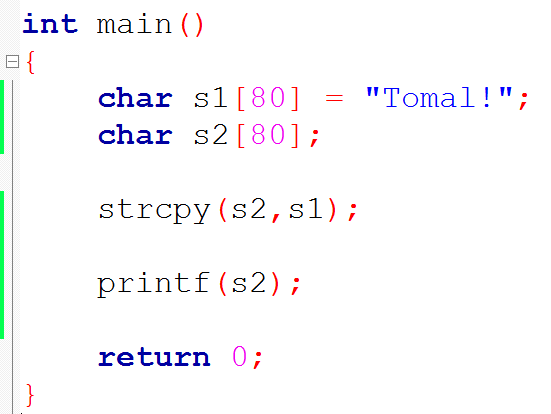 int main()
{
char s1[80] = "Tomal!";
char s2[80];
strcpy(s2,s1);
printf(s2);
return 0;
}